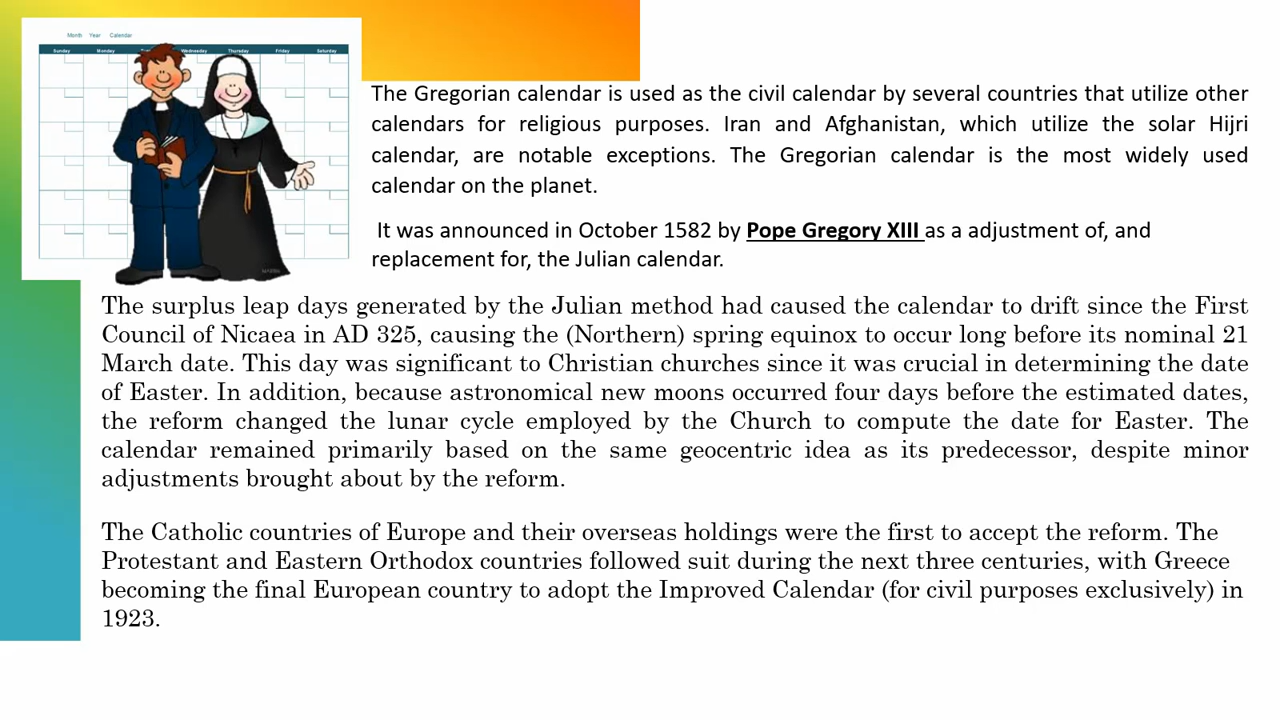 Month Year Calendar
Sunday Monday Wednesday Thursday Friday Saturday
The Gregorian calendar is used as the civil calendar by several countries that utilize other
calendars for religious purposes. Iran and Afghanistan, which utilize the solar Hijri
calendar, are notable exceptions. The Gregorian calendar is the most widely used
calendar on the planet.
It was announced in October 1582 by Pope Gregory XIII as a adjustment of, and
replacement for, the Julian calendar.
The surplus leap days generated by the Julian method had caused the calendar to drift since the First
Council of Nicaea in AD 325, causing the (Northern) spring equinox to occur long before its nominal 21
March date. This day was significant to Christian churches since it was crucial in determining the date
of Easter. In addition, because astronomical new moons occurred four days before the estimated dates,
the reform changed the lunar cycle employed by the Church to compute the date for Easter. The
calendar remained primarily based on the same geocentric idea as its predecessor, despite minor
adjustments brought about by the reform.
The Catholic countries of Europe and their overseas holdings were the first to accept the reform. The
Protestant and Eastern Orthodox countries followed suit during the next three centuries, with Greece
becoming the final European country to adopt the Improved Calendar (for civil purposes exclusively) in
1923.